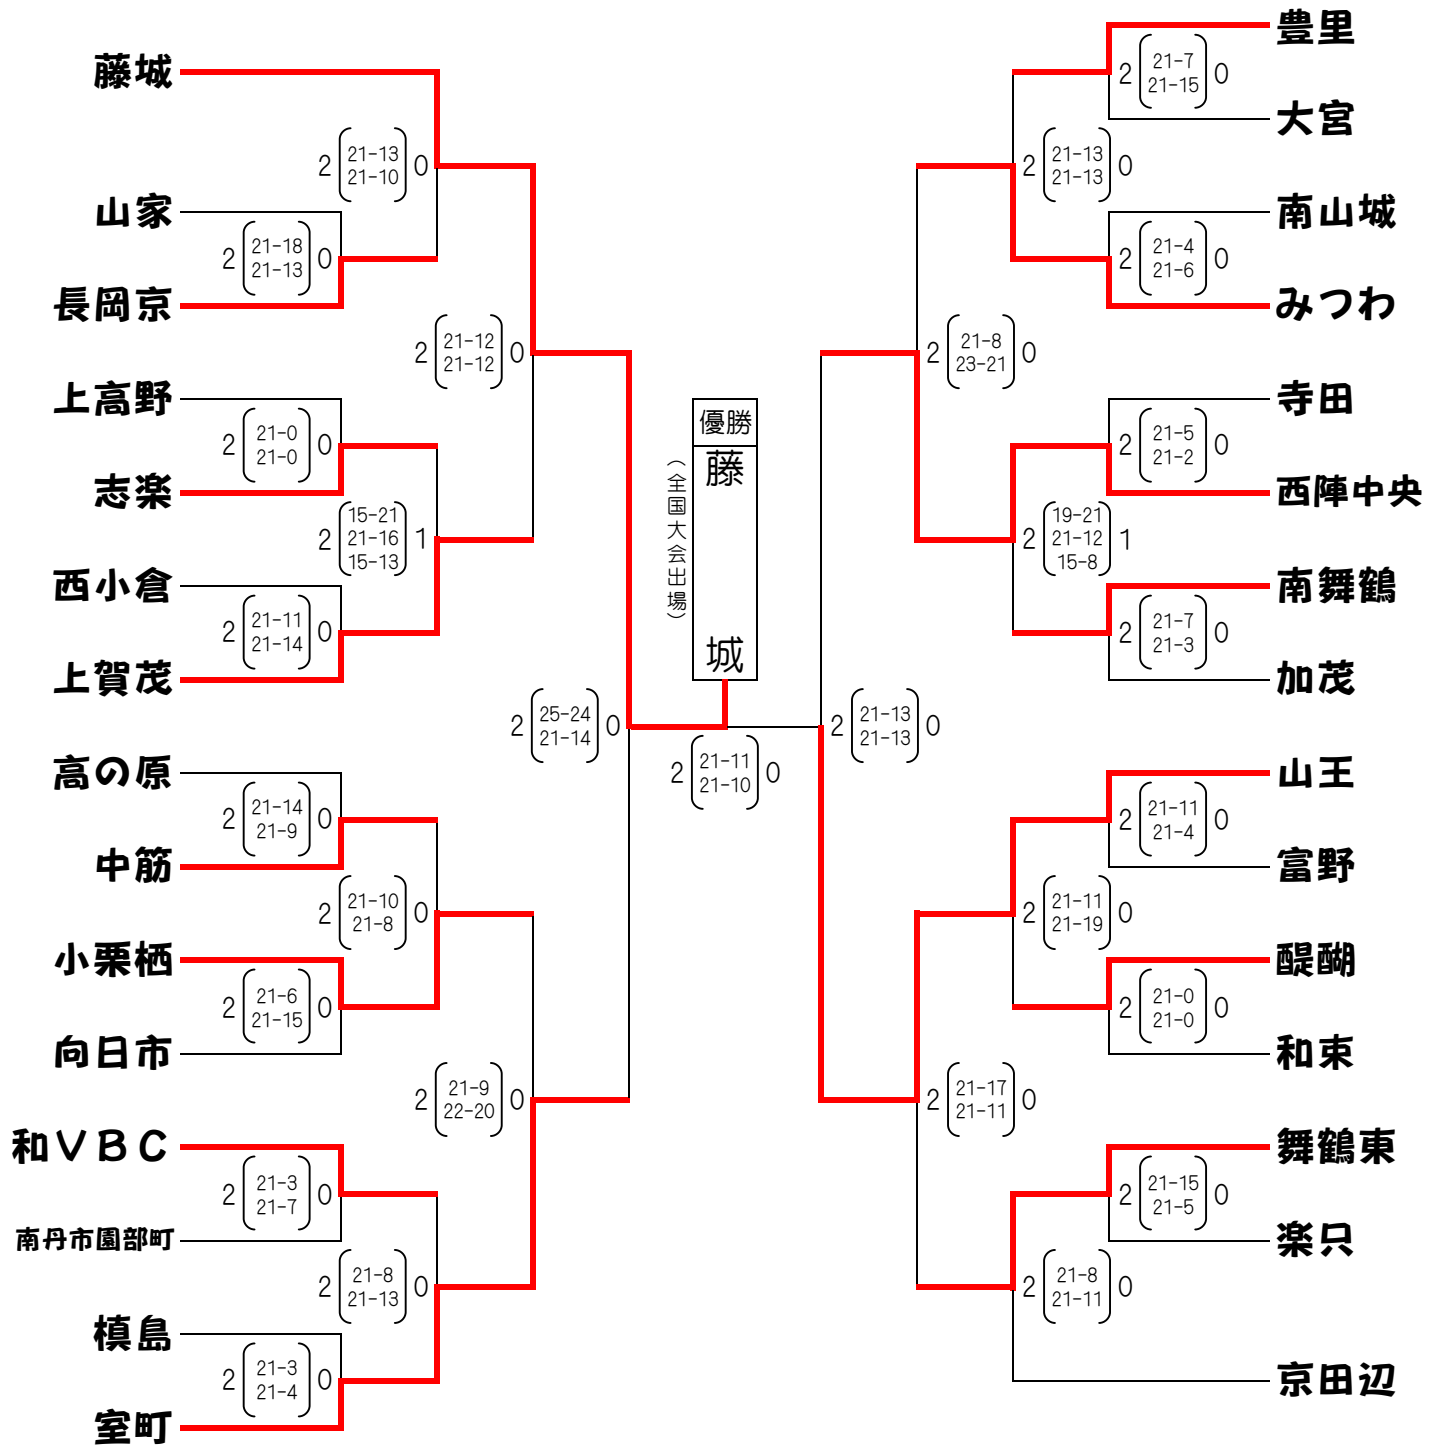 藤城
2 21-13 0
21-10
山家
2 21-18 0
21-13
長岡京
2 21-12 0
21-12
上高野
2 21-0 0
21-0
志楽
2 15-21 1
21-16
15-13
西小倉
2 21-11 0
21-14
上賀茂
2 25-24 0
21-14
高の原
2 21-14 0
21-9
中筋
2 21-10 0
21-8
小栗栖
2 21-6 0
21-15
向日市
2 21-9 0
22-20
和VBC
2 21-3 0
21-7
南丹市園部町
2 21-8 0
21-13
槙島
2 21-3 0
21-4
室町
優勝
藤城
(全国大会出場)
2 21-11 0
21-10
豊里
2 21-7 0
21-15
大宮
2 21-13 0
21-13
南山城
2 21-4 0
21-6
みつわ
2 21-8 0
23-21
寺田
2 21-5 0
21-2
西陣中央
2 19-21 1
21-12
15-8
南舞鶴
2 21-7 0
21-3
加茂
2 21-13 0
21-13
山王
2 21-11 0
21-4
富野
2 21-11 0
21-19
醍醐
2 21-0 0
21-0
和束
2 21-17 0
21-11
舞鶴東
2 21-15 0
21-5
楽只
2 21-8 0
21-11
京田辺